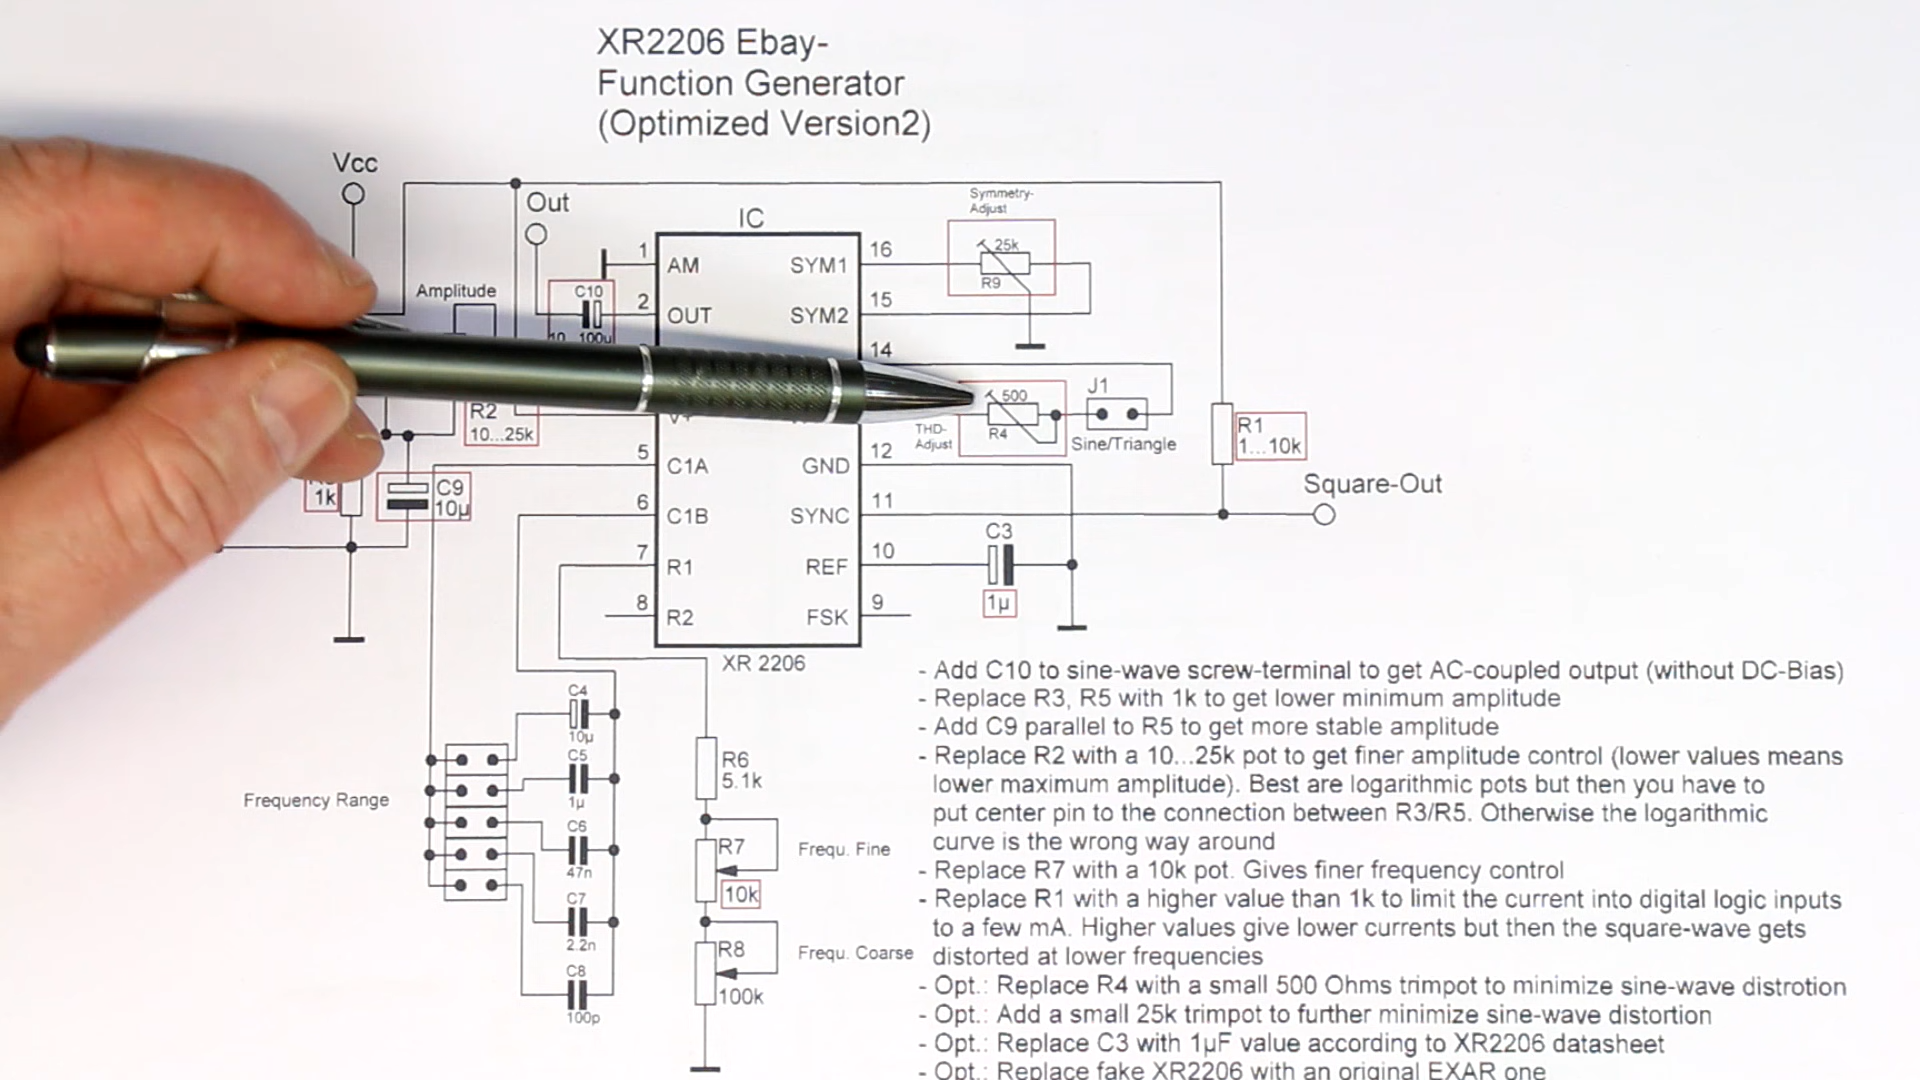 XR2206 Ebay-
Function Generator
(Optimized Version2)
Vcc
Out
IC
Symmetry-
Adjust
25k
R9
Amplitude
C10
100u
1
2
5
6
7
8
AM
OUT
C1A
C1B
R1
R2
SYM1
SYM2
GND
SYNC
REF
FSK
16
15
14
12
11
10
9
XR 2206
500
R4
THD-
Adjust
J1
Sine/Triangle
R1
1...10k
Square-Out
C3
1µ
R2
10...25k
1k
C9
10µ
C4
10µ
C5
1µ
C6
47n
C7
2.2n
C8
100p
Frequency Range
R6
5.1k
R7
10k
Frequ. Fine
R8
100k
Frequ. Coarse
- Add C10 to sine-wave screw-terminal to get AC-coupled output (without DC-Bias)
- Replace R3, R5 with 1k to get lower minimum amplitude
- Add C9 parallel to R5 to get more stable amplitude
- Replace R2 with a 10...25k pot to get finer amplitude control (lower values means
lower maximum amplitude). Best are logarithmic pots but then you have to
put center pin to the connection between R3/R5. Otherwise the logarithmic
curve is the wrong way around
- Replace R7 with a 10k pot. Gives finer frequency control
- Replace R1 with a higher value than 1k to limit the current into digital logic inputs
to a few mA. Higher values give lower currents but then the square-wave gets
distorted at lower frequencies
- Opt.: Replace R4 with a small 500 Ohms trimpot to minimize sine-wave distrotion
- Opt.: Add a small 25k trimpot to further minimize sine-wave distortion
- Opt.: Replace C3 with 1µF value according to XR2206 datasheet
- Opt.: Replace fake XR2206 with an original EXAR one